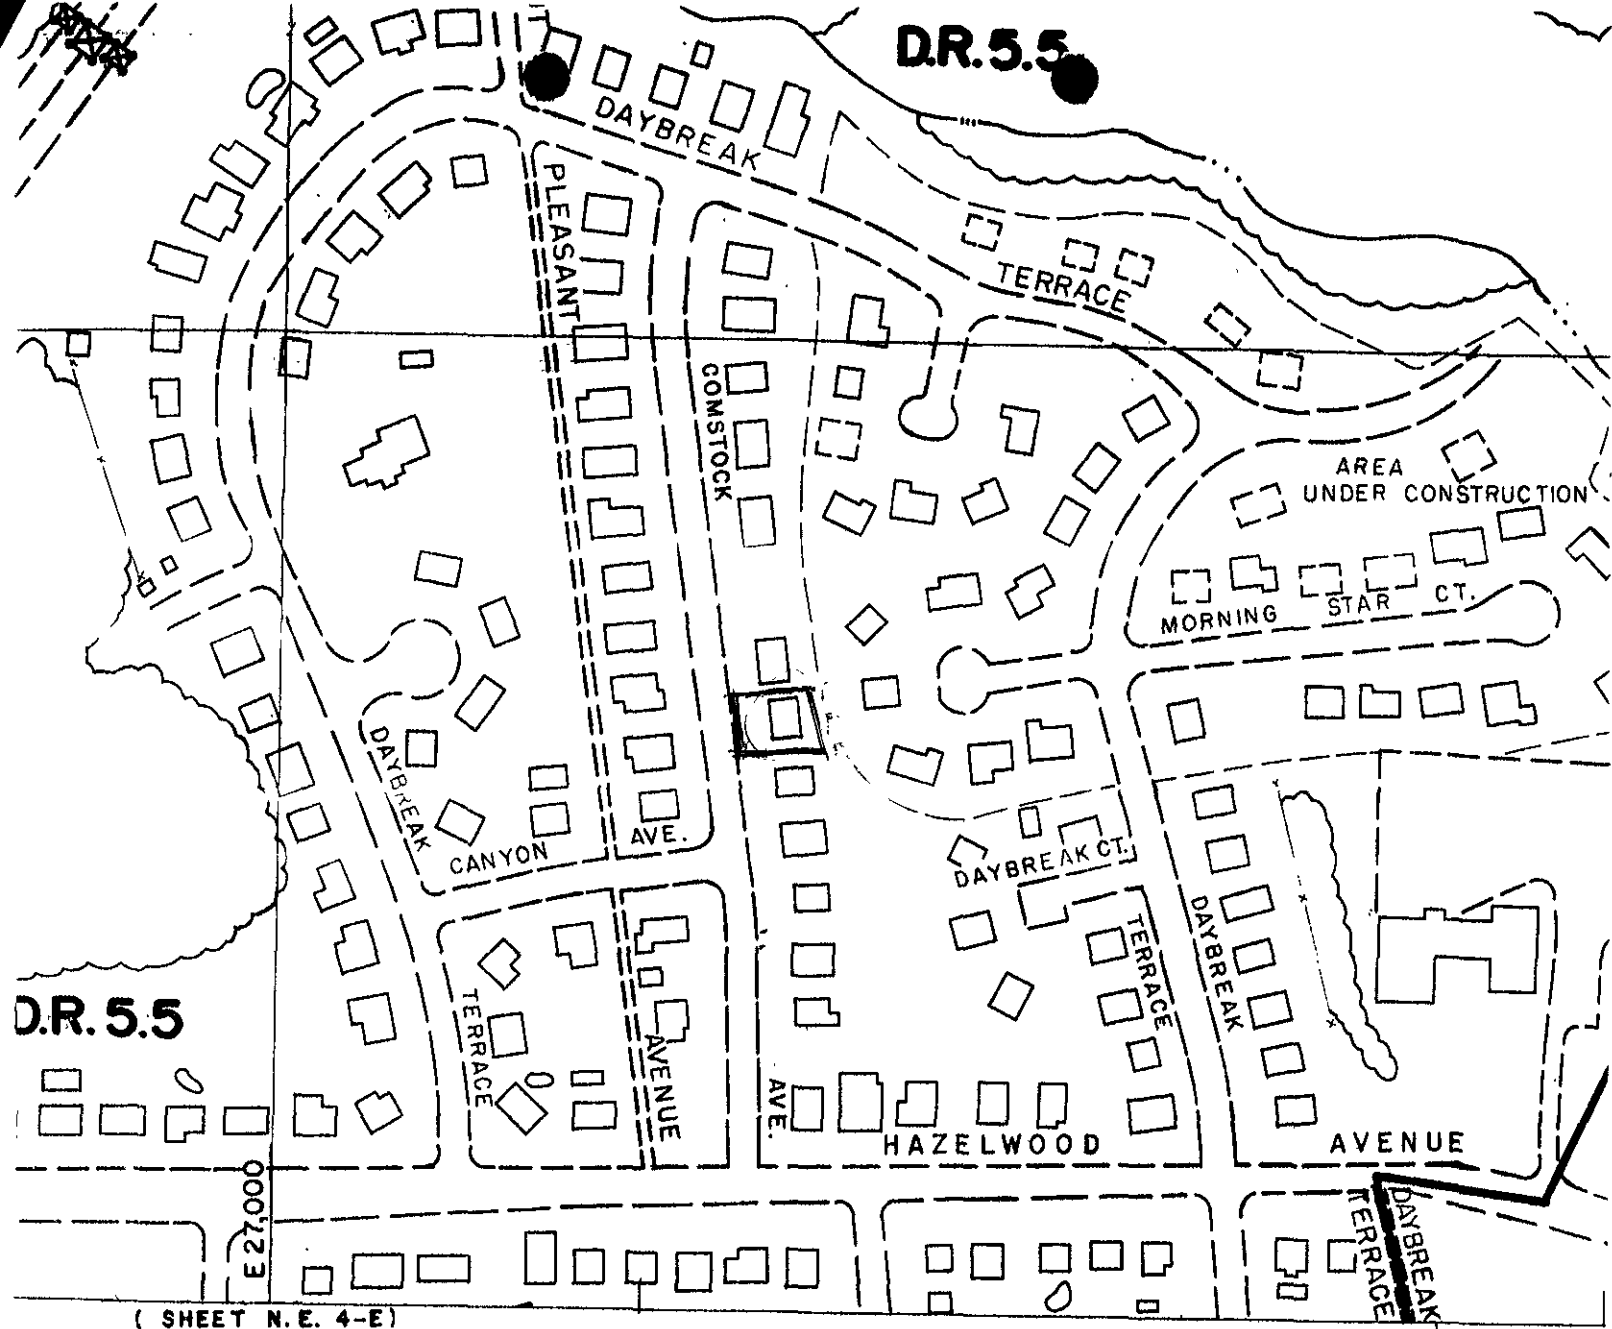 D.R. 5.5
DAYBREAK
PLEASANT
TERRACE
COMSTOCK
AREA
UNDER CONSTRUCTION
MORNING STAR CT.
DAYBREAK
AVE.
CANYON
DAYBREAK CT.
TERRACE
DAYBREAK
D.R. 5.5
TERRACE
AVENUE
AVE.
HAZELWOOD AVENUE
E 27,000
DAYBREAK
TERRACE
( SHEET N.E. 4-E)